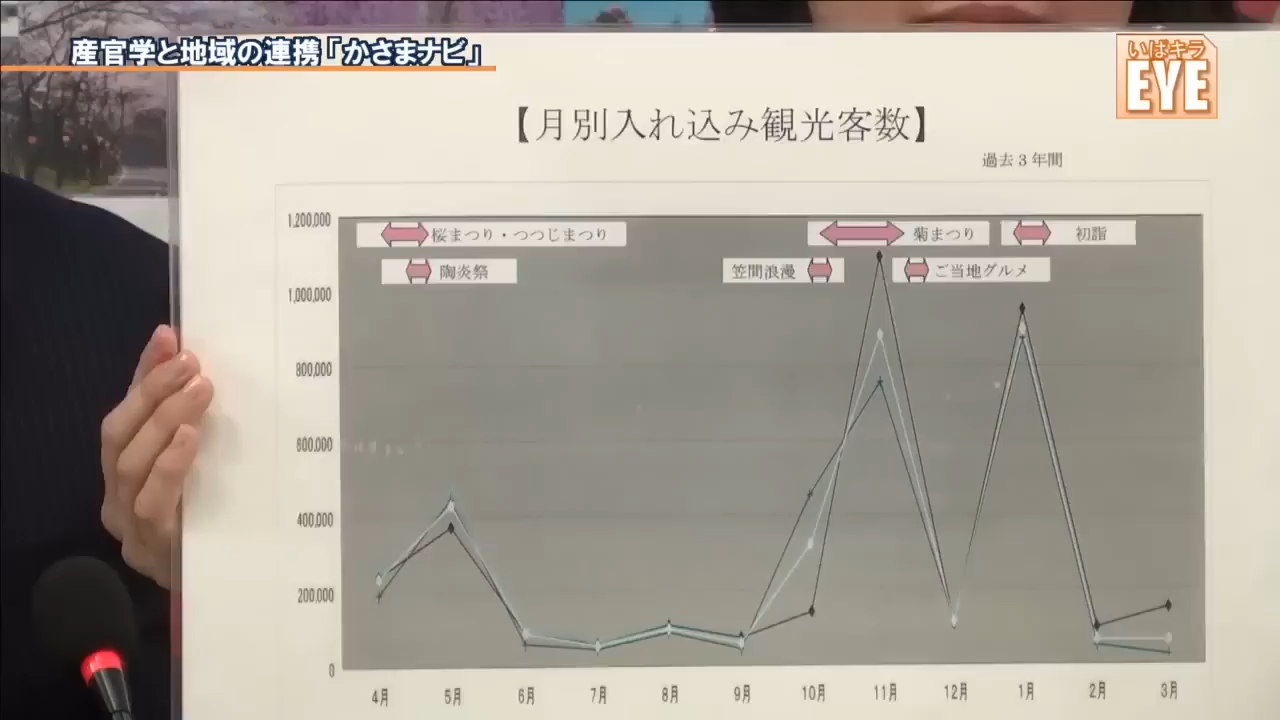 産官学と地域の連携「かさまナビ」
いばキラ
EYE
【月別入れ込み観光客数】
過去3年間
1,200,000
1,000,000
800,000
600,000
400,000
200,000
0
桜まつり・つつじまつり
菊まつり
初詣
陶炎祭
笠間浪漫
ご当地グルメ
4月 5月 6月 7月 8月 9月 10月 11月 12月 1月 2月 3月